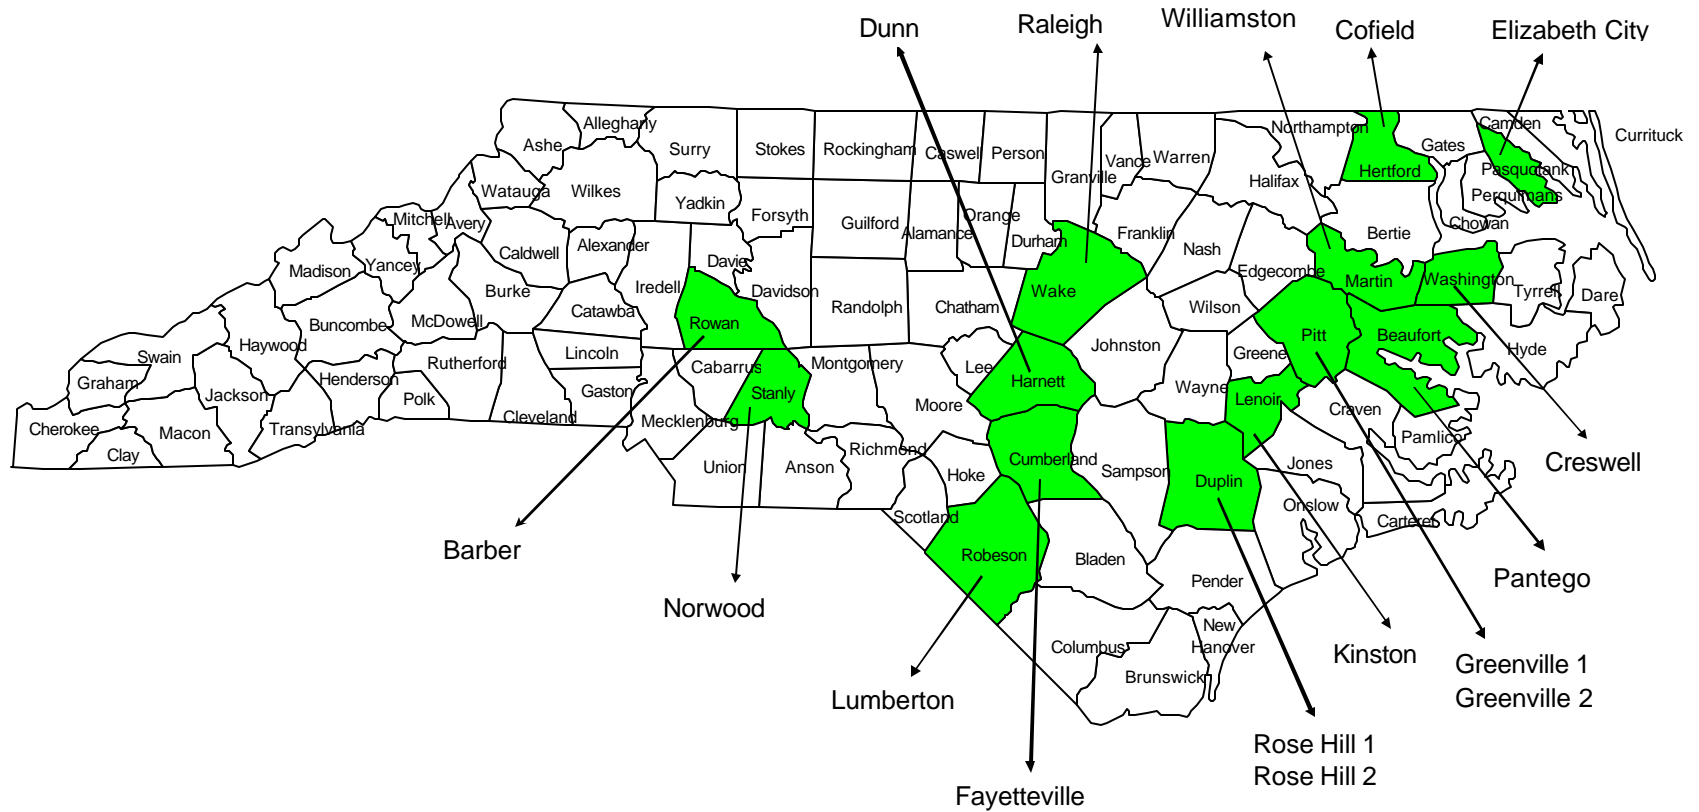 Dunn
Raleigh
Williamston
Cofield
Elizabeth City
Ashe
Alleghany
Surry
Stokes
Rockingham
Caswell
Person
Granville
Vance
Warren
Northampton
Halifax
Hertford
Gates
Camden
Currituck
Pasquotank
Perquimans
Chowan
Watauga
Wilkes
Yadkin
Forsyth
Guilford
Alamance
Orange
Durham
Franklin
Nash
Edgecombe
Bertie
Mitchell
Avery
Caldwell
Alexander
Iredell
Davie
Davidson
Randolph
Chatham
Wake
Wilson
Martin
Washington
Tyrrell
Dare
Madison
Yancey
Burke
McDowell
Catawba
Rowan
Buncombe
Haywood
Swain
Graham
Jackson
Henderson
Rutherford
Polk
Lincoln
Gaston
Cleveland
Cabarrus
Stanly
Montgomery
Moore
Lee
Harnett
Johnston
Wayne
Greene
Pitt
Beaufort
Hyde
Lenoir
Craven
Pamlico
Cherokee
Clay
Macon
Transylvania
Mecklenburg
Union
Anson
Richmond
Hoke
Scotland
Cumberland
Sampson
Duplin
Jones
Onslow
Carteret
Robeson
Bladen
Pender
Columbus
Brunswick
New
Hanover
Creswell
Barber
Norwood
Pantego
Kinston
Lumberton
Greenville 1
Greenville 2
Rose Hill 1
Rose Hill 2
Fayetteville